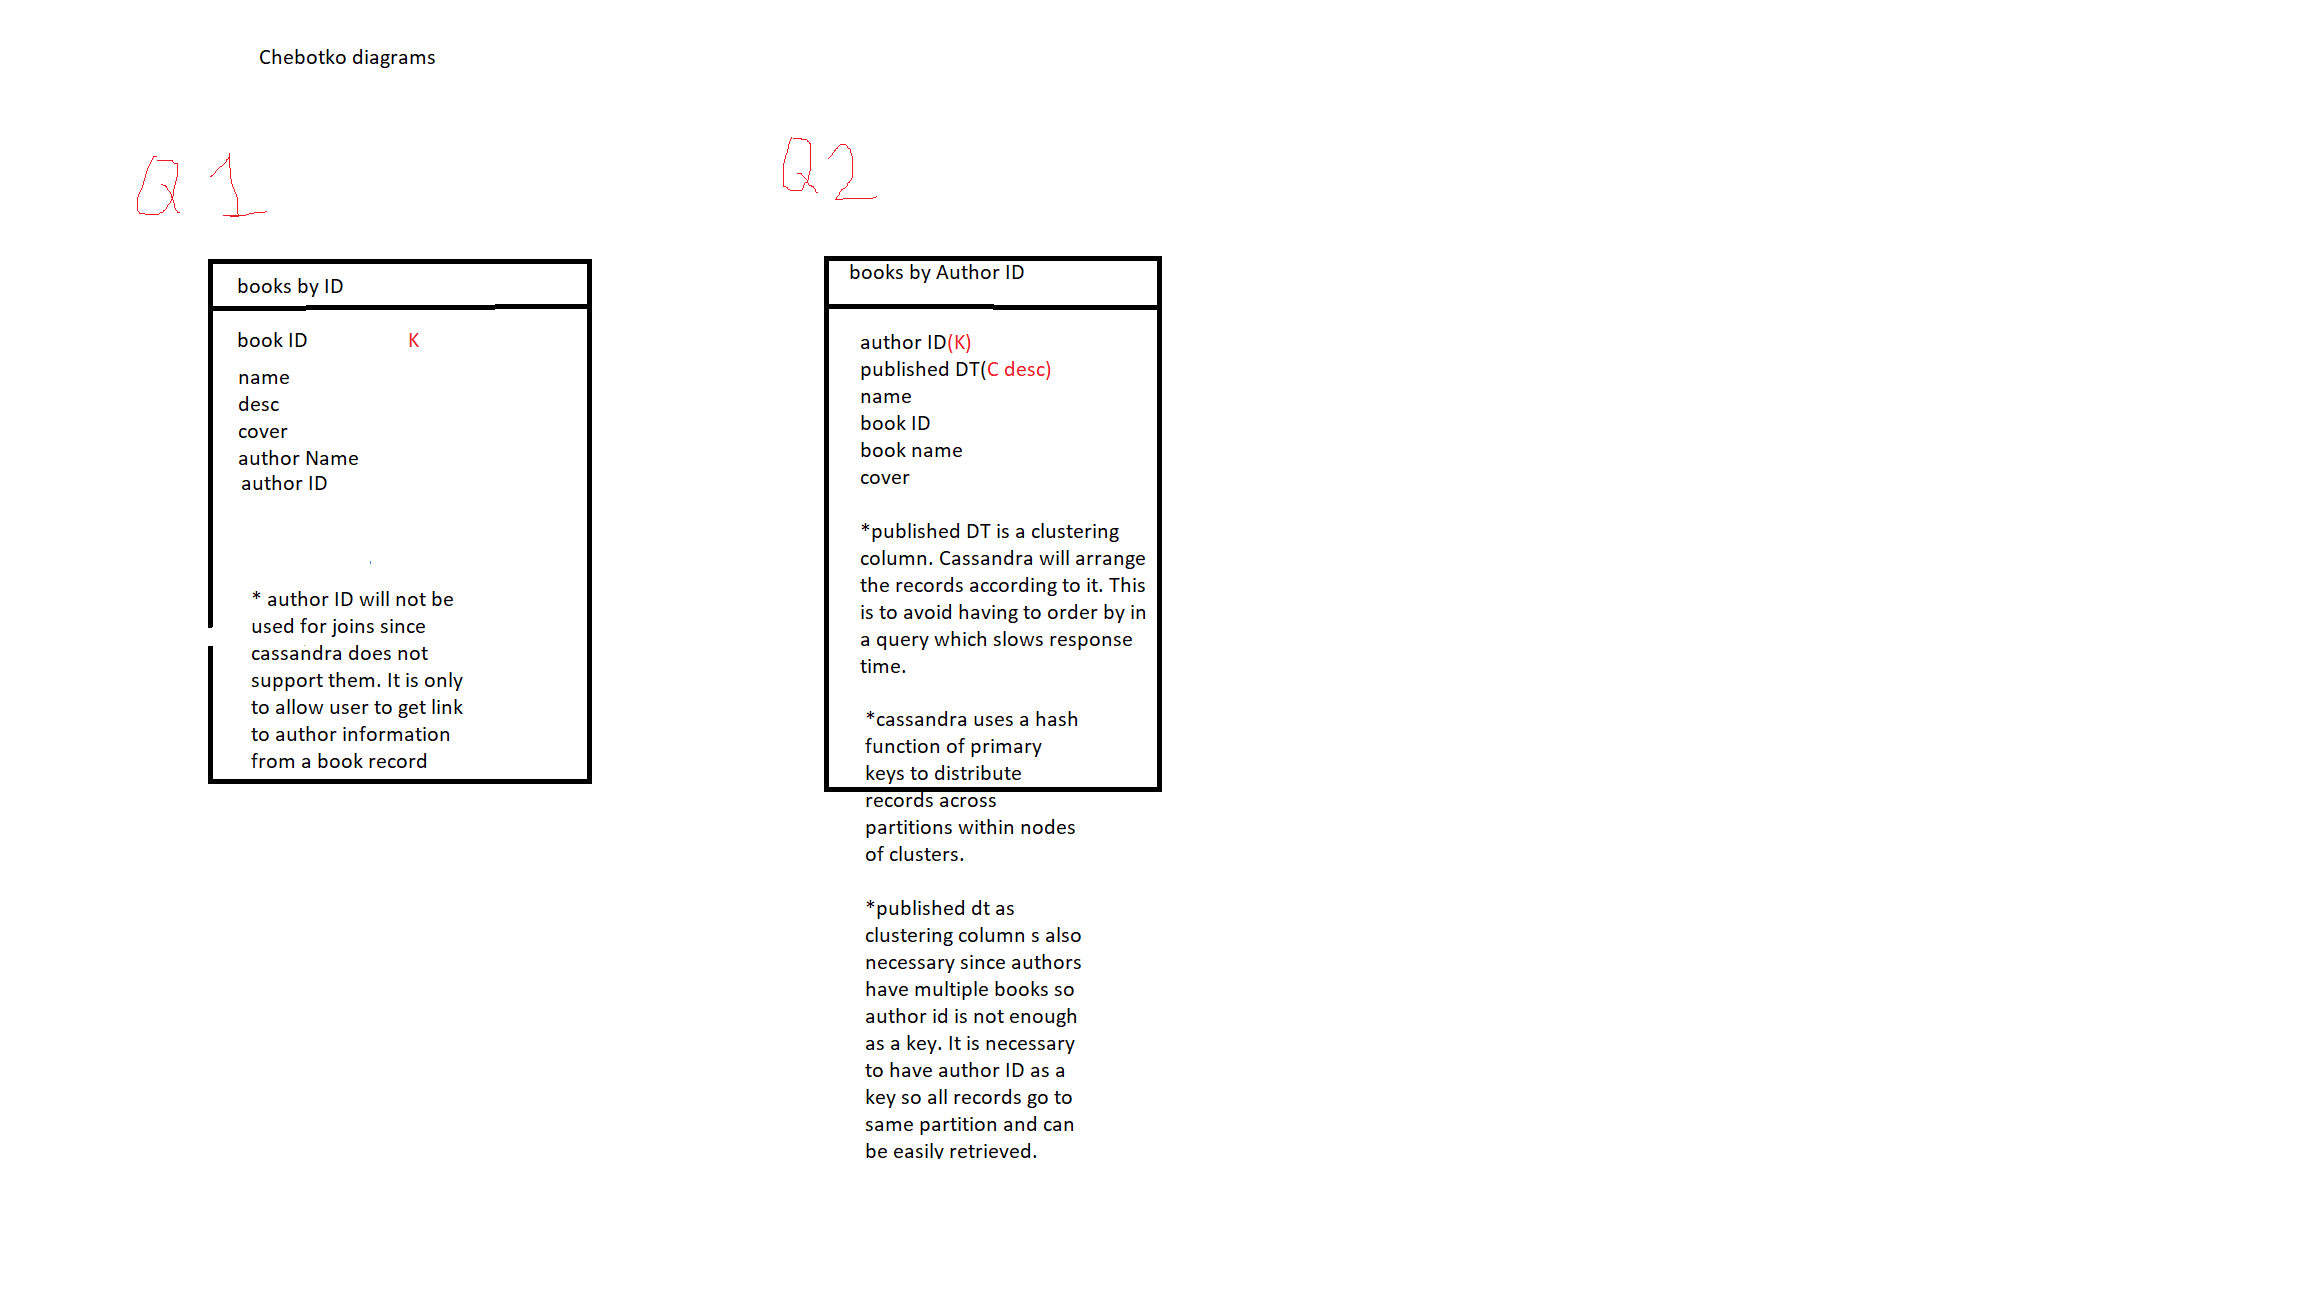 Chebotko diagrams
Q1
books by ID
book ID K
name
desc
cover
author Name
author ID
* author ID will not be
used for joins since
cassandra does not
support them. It is only
to allow user to get link
to author information
from a book record
Q2
books by Author ID
author ID(K)
published DT(C desc)
name
book ID
book name
cover
*published DT is a clustering
column. Cassandra will arrange
the records according to it. This
is to avoid having to order by in
a query which slows response
time.
*cassandra uses a hash
function of primary
keys to distribute
records across
partitions within nodes
of clusters.
*published dt as
clustering column s also
necessary since authors
have multiple books so
author id is not enough
as a key. It is necessary
to have author ID as a
key so all records go to
same partition and can
be easily retrieved.